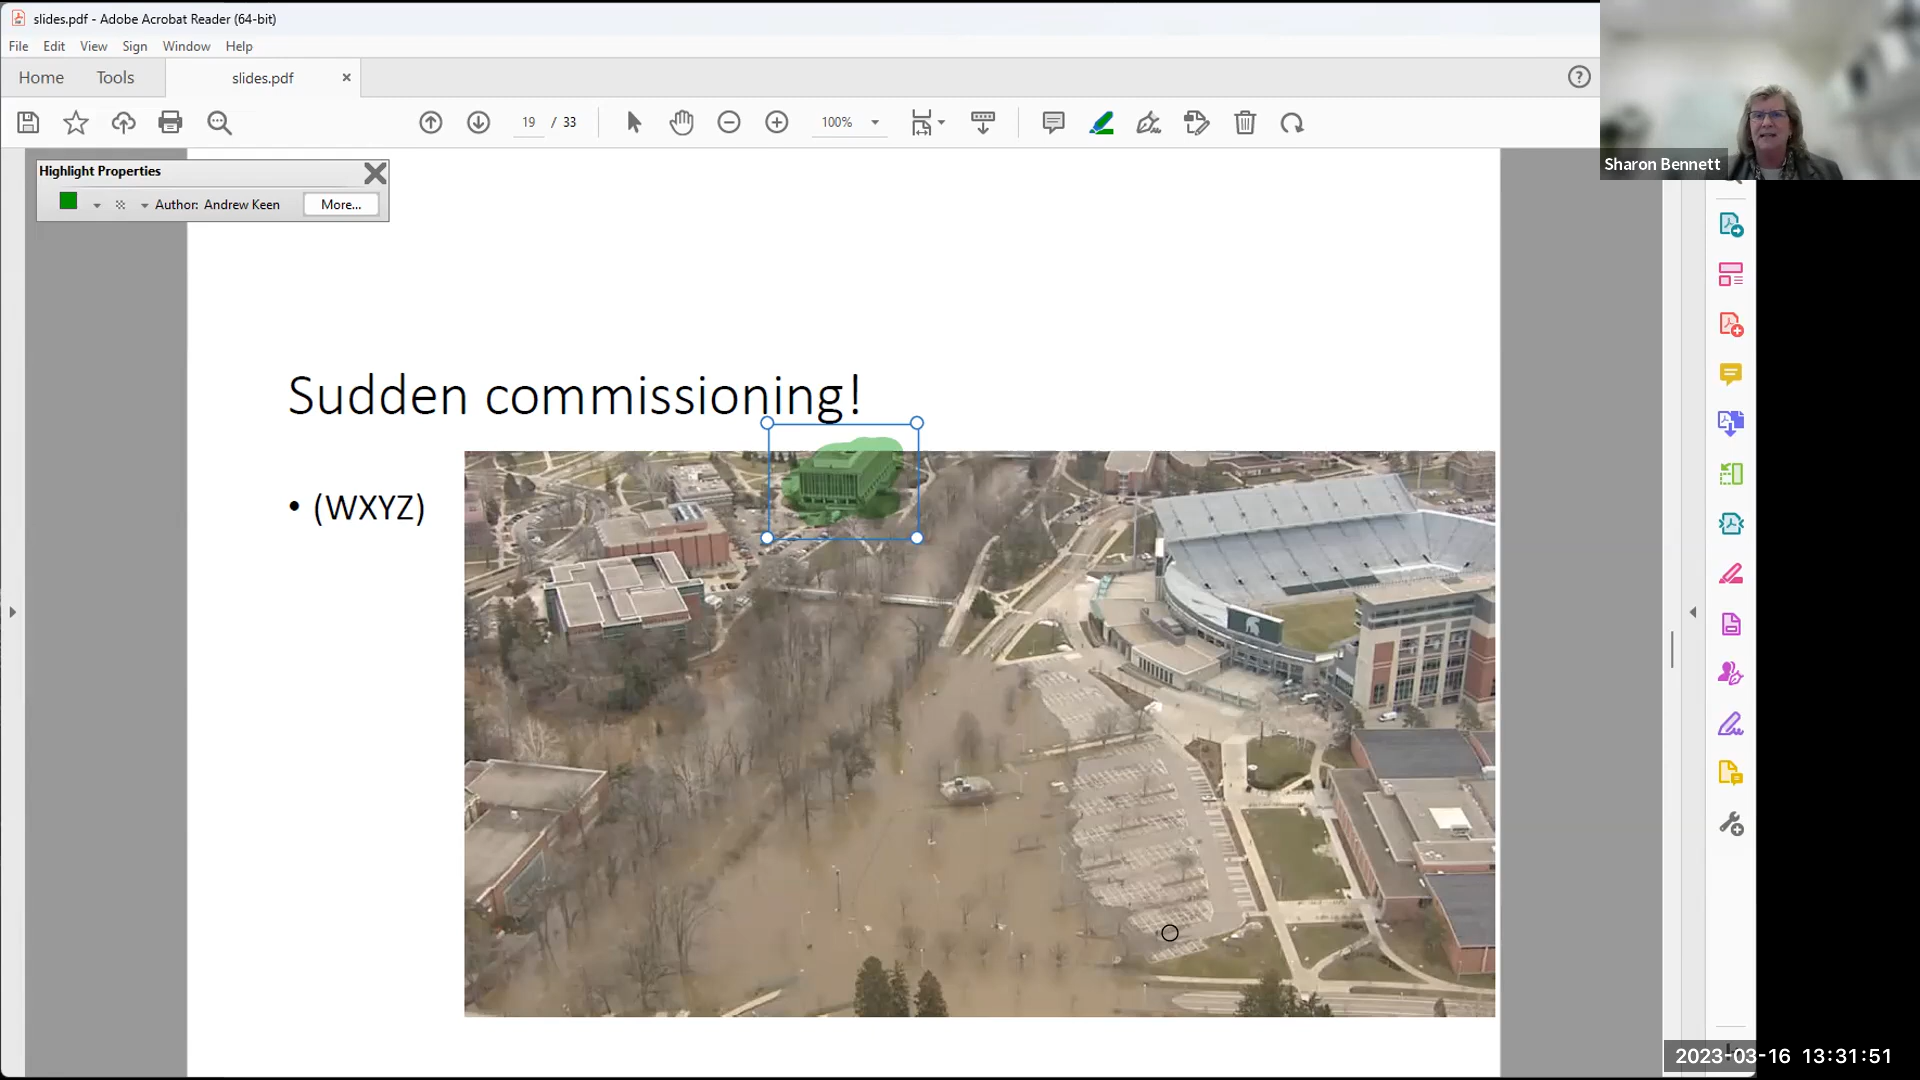 slides.pdf - Adobe Acrobat Reader (64-bit)
File Edit View Sign Window Help
Home Tools slides.pdf ×
19 / 33 100%
Sharon Bennett
Highlight Properties
Author: Andrew Keen More...
Sudden commissioning!
• (WXYZ)
2023-03-16 13:31:51